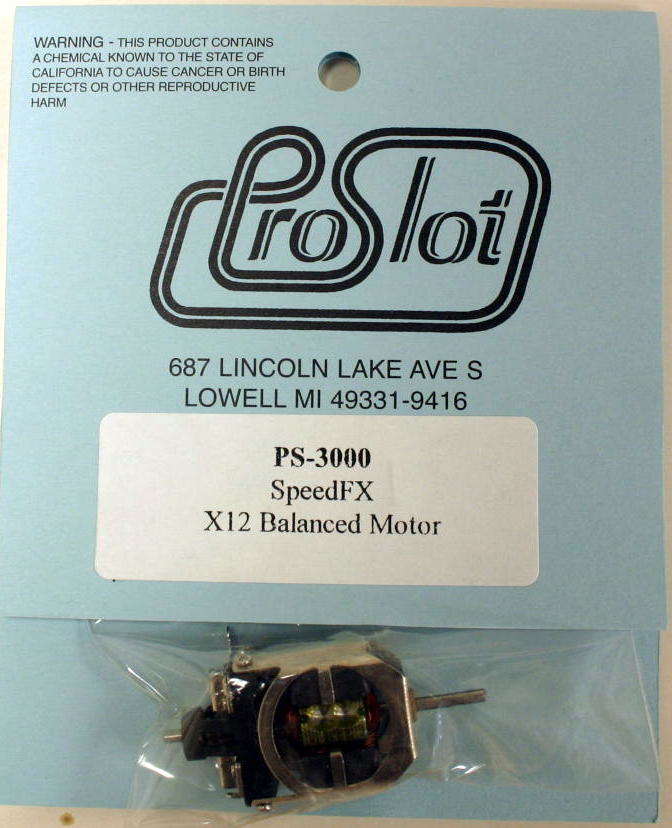 WARNING - THIS PRODUCT CONTAINS
A CHEMICAL KNOWN TO THE STATE OF
CALIFORNIA TO CAUSE CANCER OR BIRTH
DEFECTS OR OTHER REPRODUCTIVE
HARM
ProSlot
687 LINCOLN LAKE AVE S
LOWELL MI 49331-9416
PS-3000
SpeedFX
X12 Balanced Motor